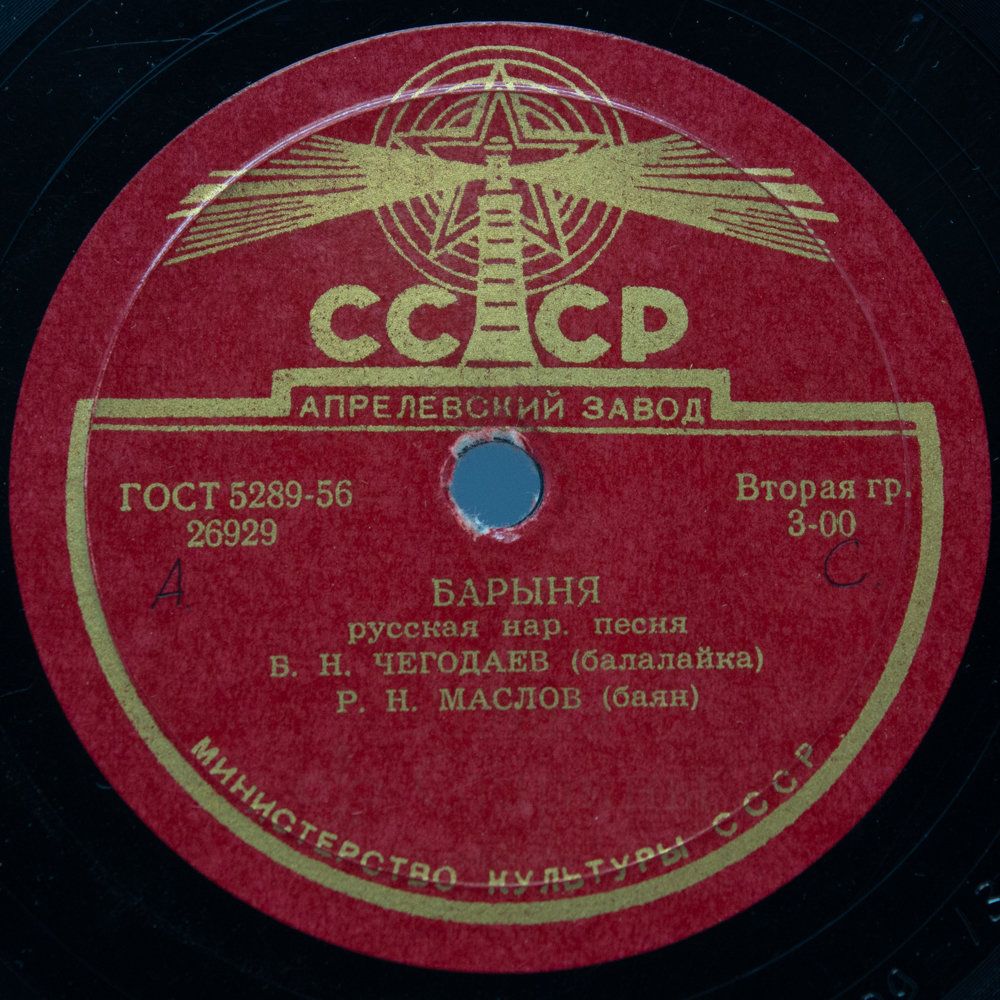 СССР
АПРЕЛЕВСКИЙ ЗАВОД
ГОСТ 5289-56
26929
Вторая гр.
3-00
А.
С.
БАРЫНЯ
русская нар. песня
Б. Н. ЧЕГОДАЕВ (балалайка)
Р. Н. МАСЛОВ (баян)
МИНИСТЕРСТВО КУЛЬТУРЫ СССР